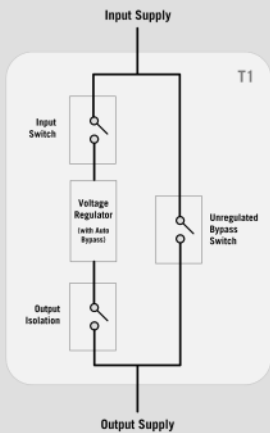 Input Supply
T1
Input
Switch
Voltage
Regulator
(with Auto
Bypass)
Unregulated
Bypass
Switch
Output
Isolation
Output Supply